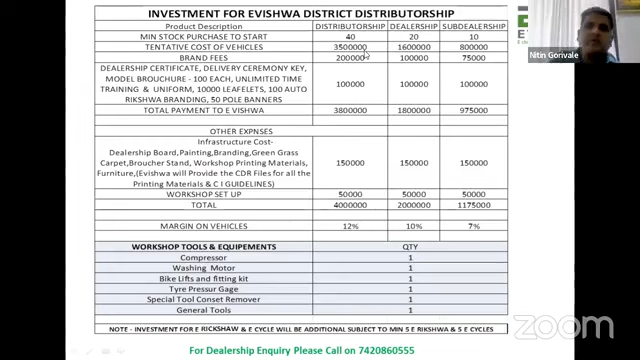 INVESTMENT FOR EVISHWA DISTRICT DISTRIBUTORSHIP
Product Description DISTRIBUTORSHIP DEALERSHIP SUBDEALERSHIP
MIN STOCK PURCHASE TO START 40 20 10
TENTATIVE COST OF VEHICLES 3500000 1600000 800000
BRAND FEES 200000 100000 75000
DEALERSHIP CERTIFICATE, DELIVERY CEREMONY KEY,
MODEL BROUCHURE - 100 EACH, UNLIMITED TIME
TRAINING & UNIFORM, 10000 LEAFELETS, 100 AUTO
RIKSHWA BRANDING, 50 POLE BANNERS
100000 100000 100000
TOTAL PAYMENT TO E VISHWA 3800000 1800000 975000
OTHER EXPNSES
Infrastructure Cost-
Dealership Board,Painting,Branding,Green Grass
Carpet,Broucher Stand, Workshop Printing Materials,
Furniture,(Evishwa will Provide the CDR Files for all the
Printing Materials & C I GUIDELINES)
150000 150000 150000
WORKSHOP SET UP 50000 50000 50000
TOTAL 4000000 2000000 1175000
MARGIN ON VEHICLES 12% 10% 7%
WORKSHOP TOOLS & EQUIPEMENTS QTY
Compressor 1
Washing Motor 1
Bike Lifts and fitting kit 1
Tyre Pressur Gage 1
Special Tool Conset Remover 1
General Tools 1
NOTE - INVESTMENT FOR E RICKSHAW & E CYCLE WILL BE ADDITIONAL SUBJECT TO MIN 5 E RIKSHWA & 5 E CYCLES
For Dealership Enquiry Please Call on 7420860555
Nitin Gorivale
zoom